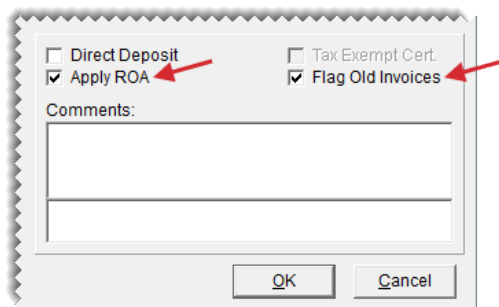 Direct Deposit Tax Exempt Cert.
Apply ROA Flag Old Invoices
Comments:
OK Cancel